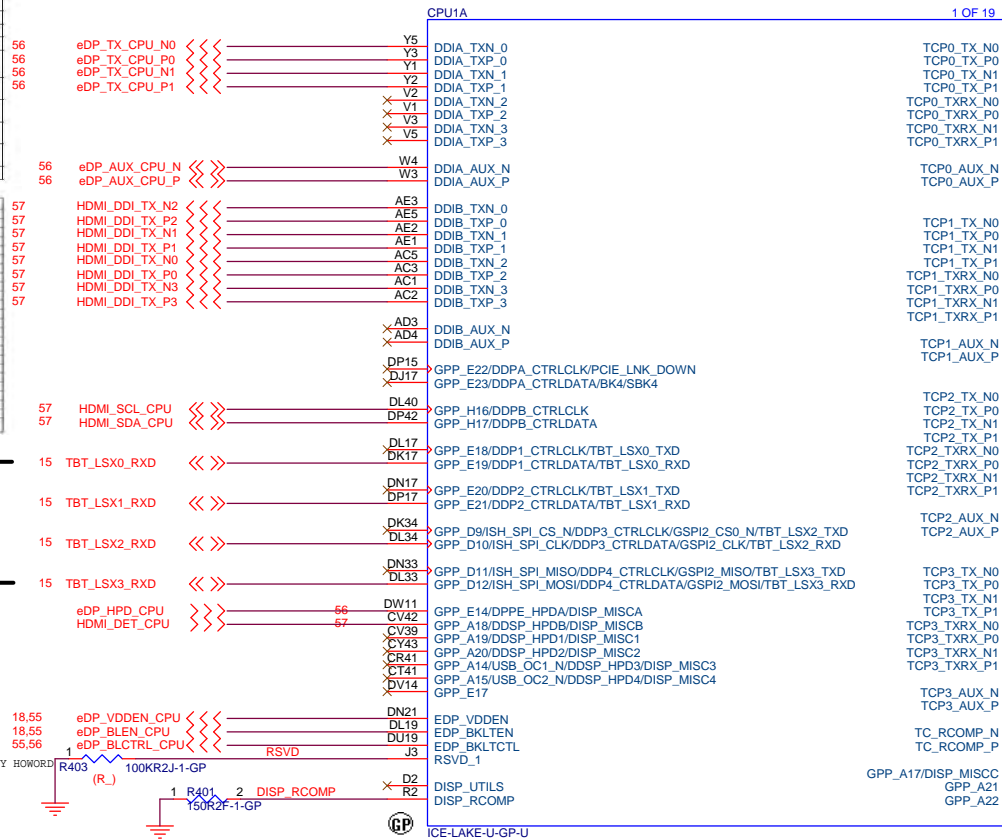 CPU1A 1 OF 19
56 eDP_TX_CPU_N0 Y5 DDIA_TXN_0 TCP0_TX_N0
56 eDP_TX_CPU_P0 Y3 DDIA_TXP_0 TCP0_TX_P0
56 eDP_TX_CPU_N1 Y1 DDIA_TXN_1 TCP0_TX_N1
56 eDP_TX_CPU_P1 Y2 DDIA_TXP_1 TCP0_TX_P1
V2 DDIA_TXN_2 TCP0_TXRX_N0
V1 DDIA_TXP_2 TCP0_TXRX_P0
V3 DDIA_TXN_3 TCP0_TXRX_N1
V5 DDIA_TXP_3 TCP0_TXRX_P1
56 eDP_AUX_CPU_N W4 DDIA_AUX_N TCP0_AUX_N
56 eDP_AUX_CPU_P W3 DDIA_AUX_P TCP0_AUX_P
57 HDMI_DDI_TX_N2 AE3 DDIB_TXN_0
57 HDMI_DDI_TX_P2 AE5 DDIB_TXP_0 TCP1_TX_N0
57 HDMI_DDI_TX_N1 AE2 DDIB_TXN_1 TCP1_TX_P0
57 HDMI_DDI_TX_P1 AE1 DDIB_TXP_1 TCP1_TX_N1
57 HDMI_DDI_TX_N0 AC5 DDIB_TXN_2 TCP1_TX_P1
57 HDMI_DDI_TX_P0 AC3 DDIB_TXP_2 TCP1_TXRX_N0
57 HDMI_DDI_TX_N3 AC1 DDIB_TXN_3 TCP1_TXRX_P0
57 HDMI_DDI_TX_P3 AC2 DDIB_TXP_3 TCP1_TXRX_N1
TCP1_TXRX_P1
AD3 DDIB_AUX_N
AD4 DDIB_AUX_P TCP1_AUX_N
TCP1_AUX_P
DP15 GPP_E22/DDPA_CTRLCLK/PCIE_LNK_DOWN
DJ17 GPP_E23/DDPA_CTRLDATA/BK4/SBK4
TCP2_TX_N0
57 HDMI_SCL_CPU DL40 GPP_H16/DDPB_CTRLCLK TCP2_TX_P0
57 HDMI_SDA_CPU DP42 GPP_H17/DDPB_CTRLDATA TCP2_TX_N1
TCP2_TX_P1
DL17 GPP_E18/DDP1_CTRLCLK/TBT_LSX0_TXD TCP2_TXRX_N0
15 TBT_LSX0_RXD DK17 GPP_E19/DDP1_CTRLDATA/TBT_LSX0_RXD TCP2_TXRX_P0
TCP2_TXRX_N1
DN17 GPP_E20/DDP2_CTRLCLK/TBT_LSX1_TXD TCP2_TXRX_P1
15 TBT_LSX1_RXD DP17 GPP_E21/DDP2_CTRLDATA/TBT_LSX1_RXD
TCP2_AUX_N
DK34 GPP_D9/ISH_SPI_CS_N/DDP3_CTRLCLK/GSPI2_CS0_N/TBT_LSX2_TXD TCP2_AUX_P
15 TBT_LSX2_RXD DL34 GPP_D10/ISH_SPI_CLK/DDP3_CTRLDATA/GSPI2_CLK/TBT_LSX2_RXD
DN33 GPP_D11/ISH_SPI_MISO/DDP4_CTRLCLK/GSPI2_MISO/TBT_LSX3_TXD TCP3_TX_N0
15 TBT_LSX3_RXD DL33 GPP_D12/ISH_SPI_MOSI/DDP4_CTRLDATA/GSPI2_MOSI/TBT_LSX3_RXD TCP3_TX_P0
TCP3_TX_N1
eDP_HPD_CPU 56 DW11 GPP_E14/DPPE_HPDA/DISP_MISCA TCP3_TX_P1
HDMI_DET_CPU 57 CV42 GPP_A18/DDSP_HPDB/DISP_MISCB TCP3_TXRX_N0
CV39 GPP_A19/DDSP_HPD1/DISP_MISC1 TCP3_TXRX_P0
CY43 GPP_A20/DDSP_HPD2/DISP_MISC2 TCP3_TXRX_N1
CR41 GPP_A14/USB_OC1_N/DDSP_HPD3/DISP_MISC3 TCP3_TXRX_P1
CT41 GPP_A15/USB_OC2_N/DDSP_HPD4/DISP_MISC4
DV14 GPP_E17 TCP3_AUX_N
TCP3_AUX_P
18,55 eDP_VDDEN_CPU DN21 EDP_VDDEN
18,55 eDP_BLEN_CPU DL19 EDP_BKLTEN TC_RCOMP_N
55,56 eDP_BLCTRL_CPU DU19 EDP_BKLTCTL TC_RCOMP_P
Y HOWORD R403 1 100KR2J-1-GP RSVD J3 RSVD_1
(R_) GPP_A17/DISP_MISCC
D2 DISP_UTILS GPP_A21
1 R401 2 DISP_RCOMP R2 DISP_RCOMP GPP_A22
150R2F-1-GP
GP ICE-LAKE-U-GP-U